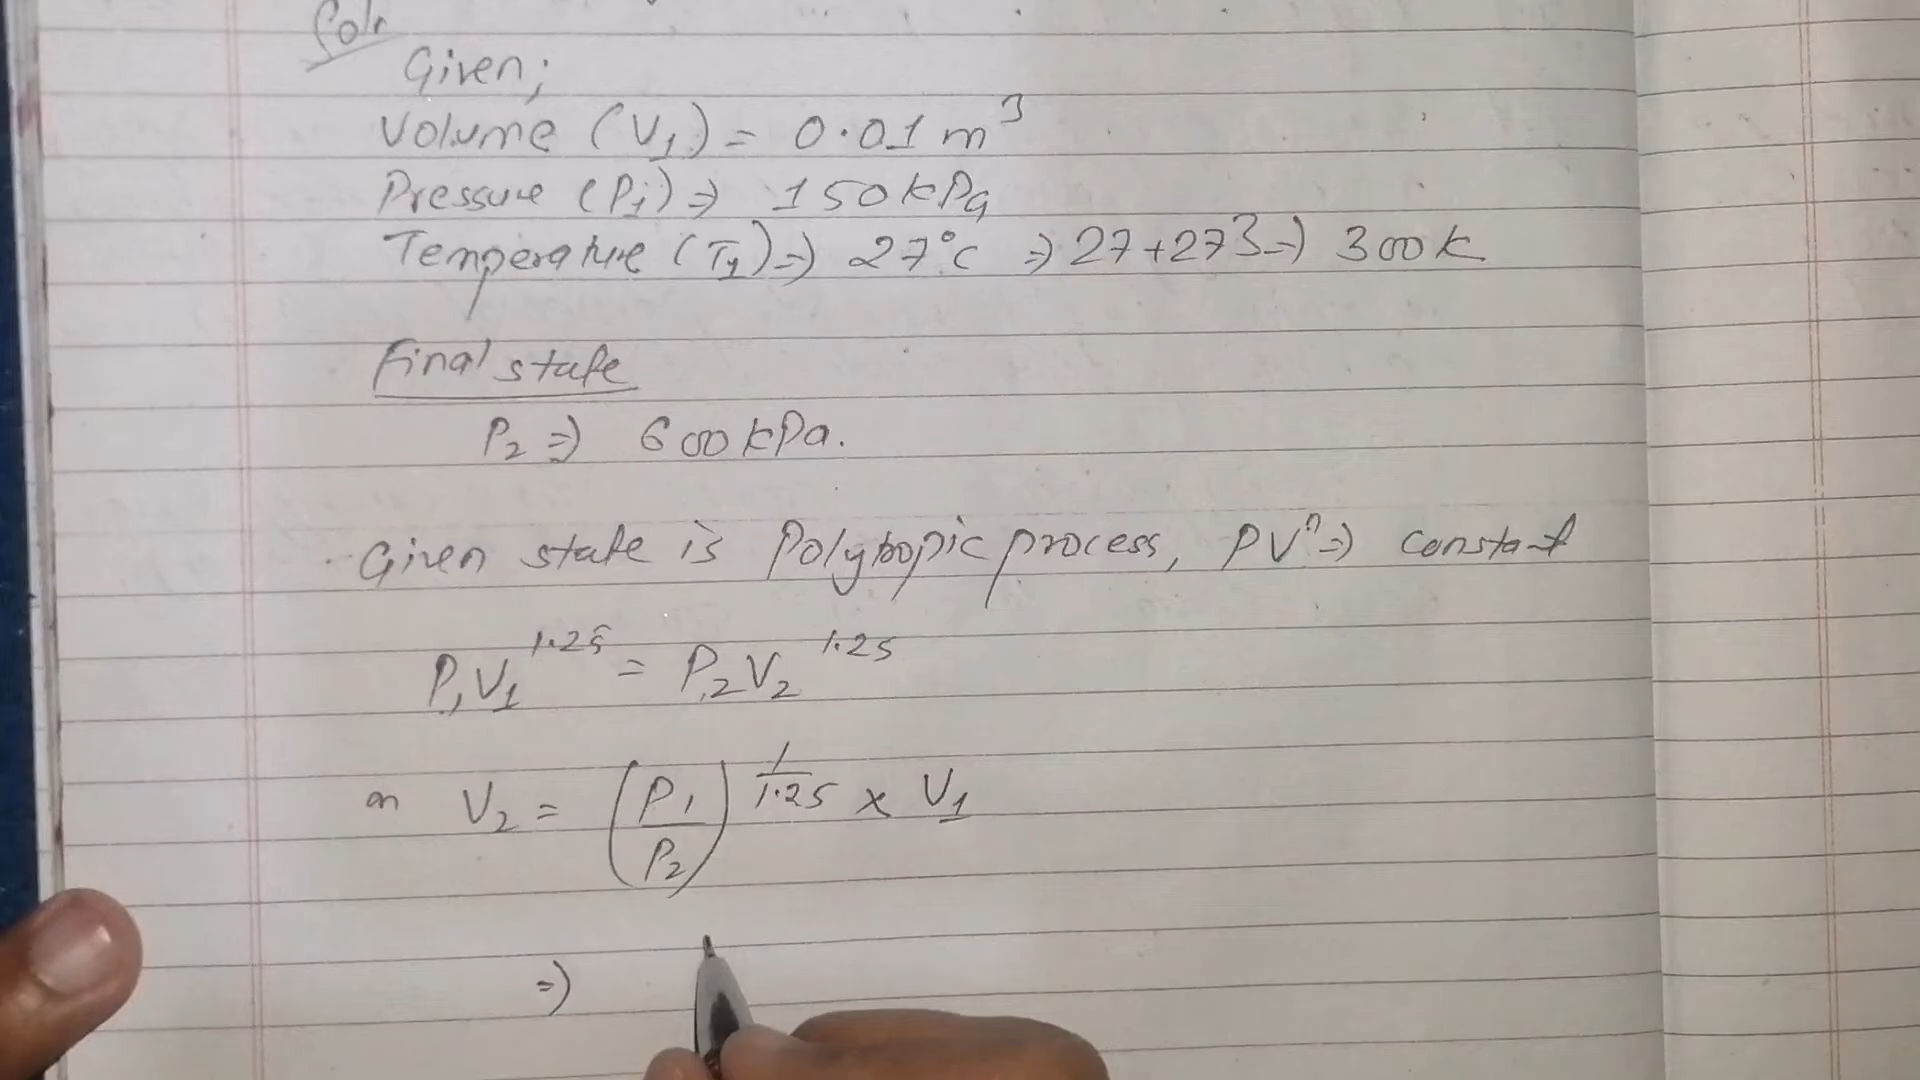 Soln
Given;
Volume (V₁) = 0.01 m³
Pressure (P₁) ⇒ 150 kPa
Temperature (T₁) ⇒ 27°C ⇒ 27+273 ⇒ 300 K
Final state
P₂ ⇒ 600 kPa.
Given state is Polytropic process, PVⁿ ⇒ constant
P₁V₁^1.25 = P₂V₂^1.25
or V₂ = (P₁/P₂)^(1/1.25) × V₁
⇒